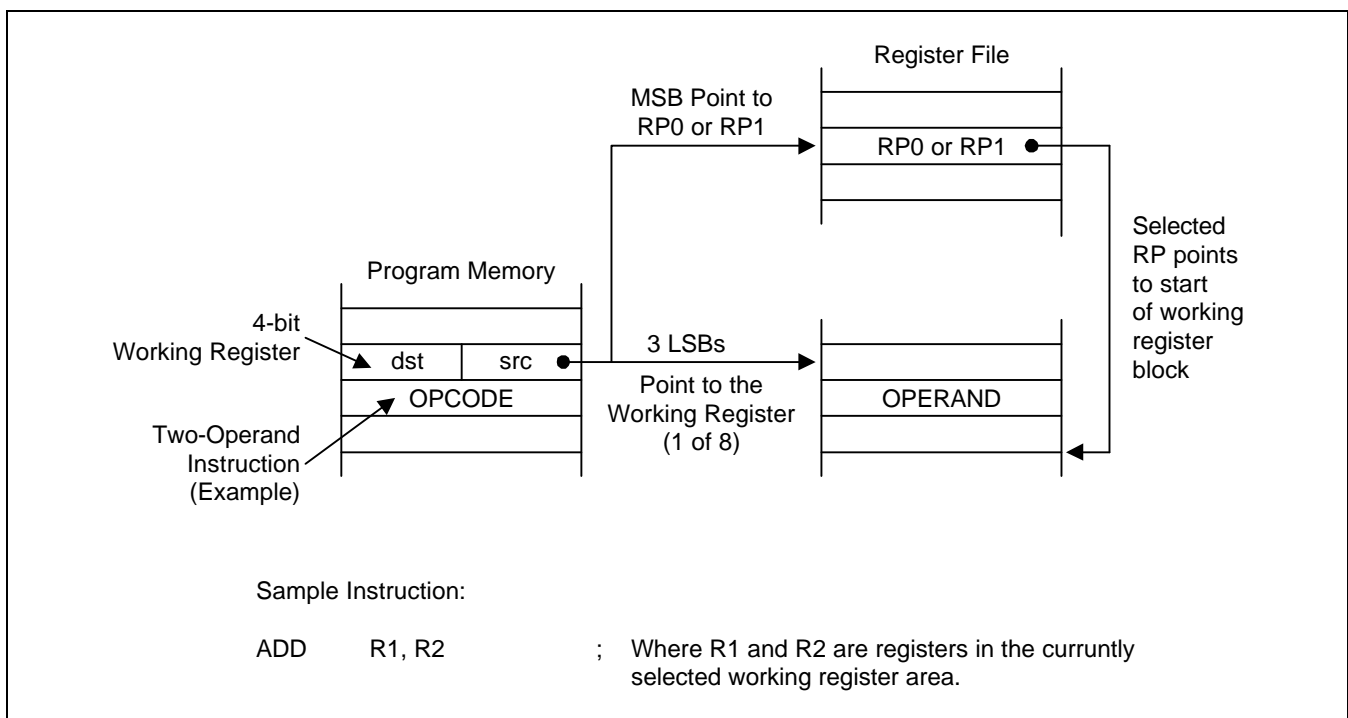 Register File
MSB Point to
RP0 or RP1
RP0 or RP1
Selected
RP points
to start
of working
register
block
Program Memory
4-bit
Working Register
dst src
3 LSBs
Point to the
Working Register
(1 of 8)
OPCODE
OPERAND
Two-Operand
Instruction
(Example)
Sample Instruction:
ADD R1, R2 ; Where R1 and R2 are registers in the curruntly
selected working register area.